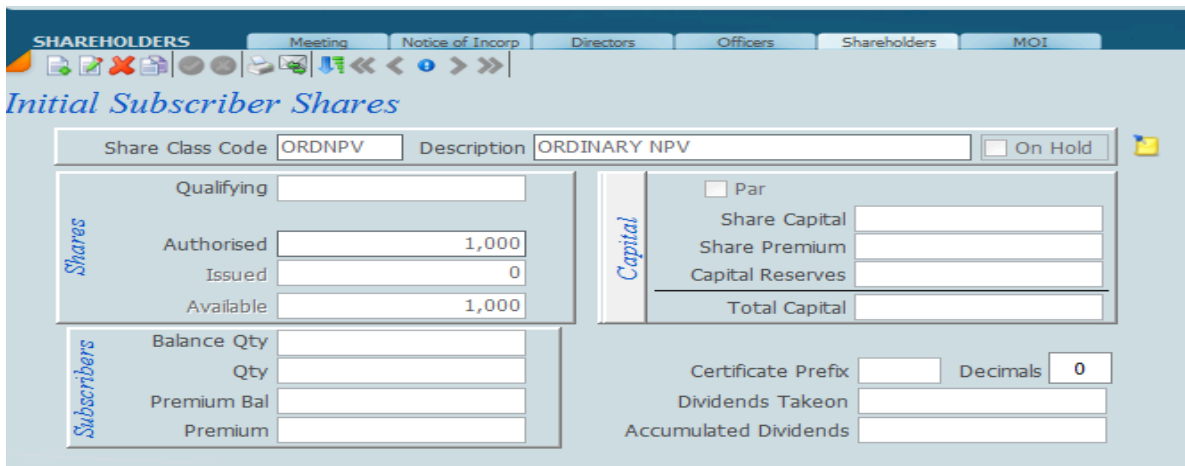 SHAREHOLDERS Meeting Notice of Incorp Directors Officers Shareholders MOI
Initial Subscriber Shares
Share Class Code ORDNPV Description ORDINARY NPV On Hold
Shares
Qualifying
Authorised 1,000
Issued 0
Available 1,000
Capital
Par
Share Capital
Share Premium
Capital Reserves
Total Capital
Subscribers
Balance Qty
Qty
Premium Bal
Premium
Certificate Prefix Decimals 0
Dividends Takeon
Accumulated Dividends